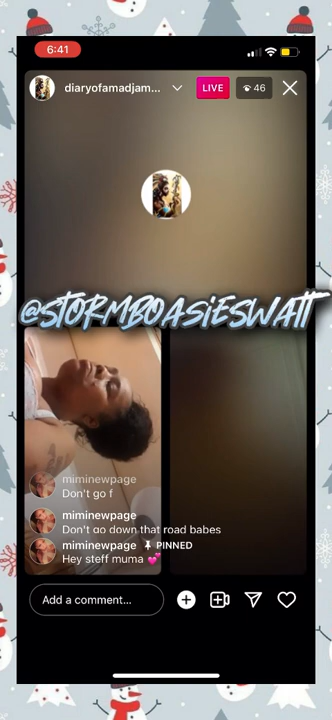 6:41
diaryofamadjam...
LIVE
46
@STORMBOASIESWATT
miminewpage
Don't go f
miminewpage
Don't go down that road babes
miminewpage PINNED
Hey steff muma 💕
Add a comment...